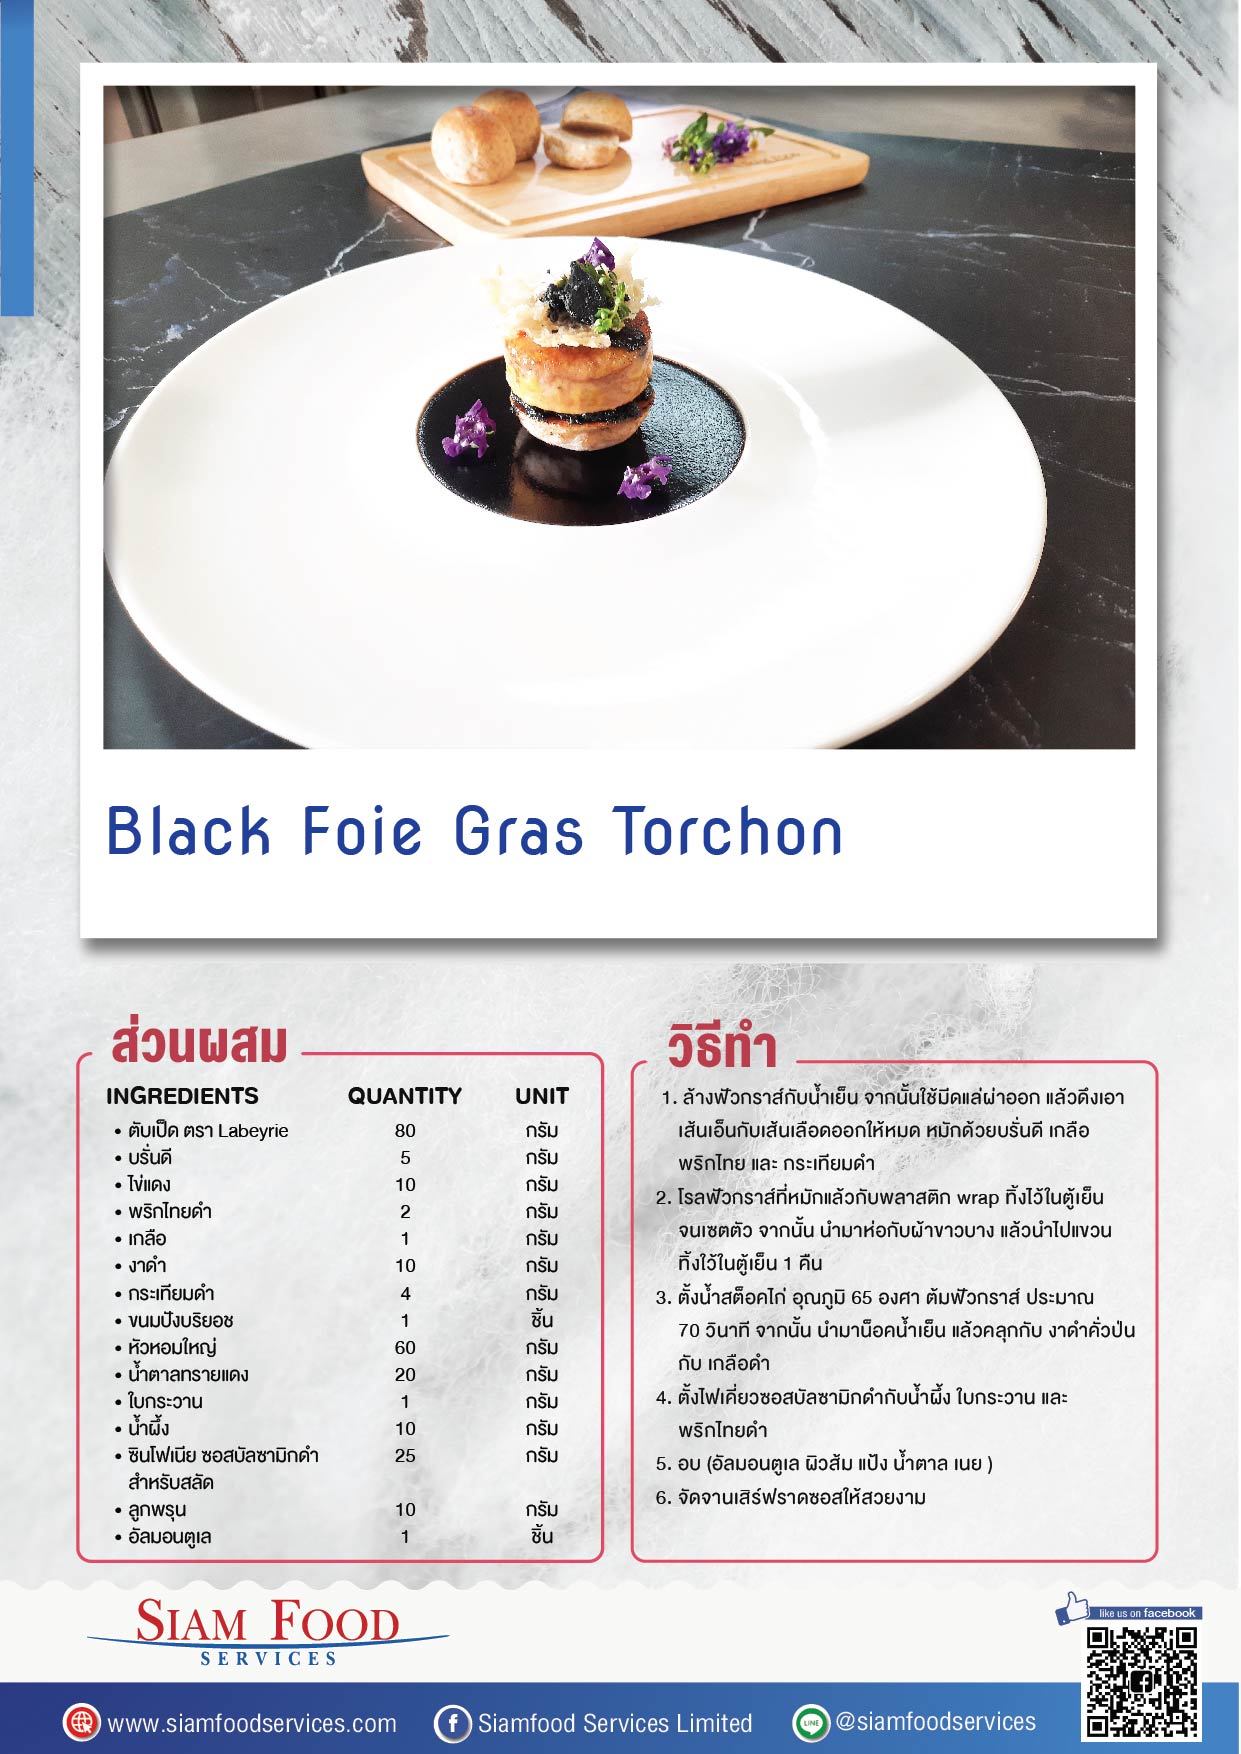 Black Foie Gras Torchon
ส่วนผสม
INGREDIENTS QUANTITY UNIT
• ตับเป็ด ตรา Labeyrie 80 กรัม
• บรั่นดี 5 กรัม
• ไข่แดง 10 กรัม
• พริกไทยดำ 2 กรัม
• เกลือ 1 กรัม
• งาดำ 10 กรัม
• กระเทียมดำ 4 กรัม
• ขนมปังบริยอช 1 ชิ้น
• หัวหอมใหญ่ 60 กรัม
• น้ำตาลทรายแดง 20 กรัม
• ใบกระวาน 1 กรัม
• น้ำผึ้ง 10 กรัม
• ซินโฟเนีย ซอสบัลซามิกดำ 25 กรัม
สำหรับสลัด
• ลูกพรุน 10 กรัม
• อัลมอนตูเล 1 ชิ้น
วิธีทำ
1. ล้างฟัวกราส์กับน้ำเย็น จากนั้นใช้มีดแล่ผ่าออก แล้วดึงเอา
เส้นเอ็นกับเส้นเลือดออกให้หมด หมักด้วยบรั่นดี เกลือ
พริกไทย และ กระเทียมดำ
2. โรลฟัวกราส์ที่หมักแล้วกับพลาสติก wrap ทิ้งไว้ในตู้เย็น
จนเซตตัว จากนั้น นำมาห่อกับผ้าขาวบาง แล้วนำไปแขวน
ทิ้งใว้ในตู้เย็น 1 คืน
3. ตั้งน้ำสต็อคไก่ อุณภูมิ 65 องศา ต้มฟัวกราส์ ประมาณ
70 วินาที จากนั้น นำมาน็อคน้ำเย็น แล้วคลุกกับ งาดำคั่วป่น
กับ เกลือดำ
4. ตั้งไฟเคี่ยวซอสบัลซามิกดำกับน้ำผึ้ง ใบกระวาน และ
พริกไทยดำ
5. อบ (อัลมอนตูเล ผิวส้ม แป้ง น้ำตาล เนย )
6. จัดจานเสิร์ฟราดซอสให้สวยงาม
SIAM FOOD
SERVICES
like us on facebook
www.siamfoodservices.com
f Siamfood Services Limited
LINE @siamfoodservices